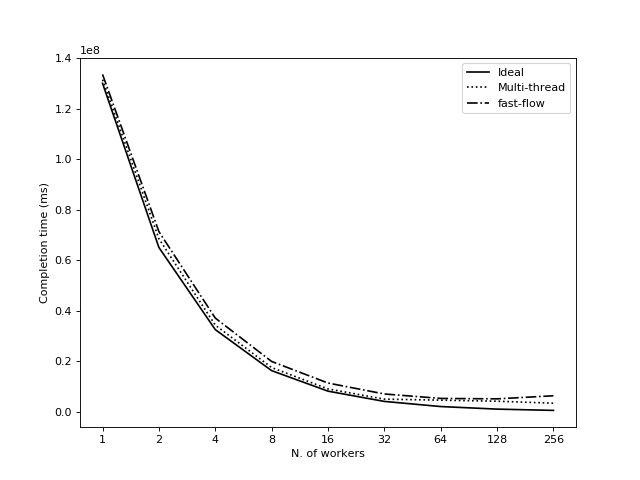 1e8
1.4
1.2
1.0
0.8
0.6
0.4
0.2
0.0
Completion time (ms)
Ideal
Multi-thread
fast-flow
1 2 4 8 16 32 64 128 256
N. of workers